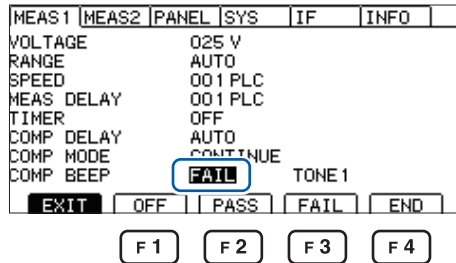 MEAS1 MEAS2 PANEL SYS IF INFO
VOLTAGE 025 V
RANGE AUTO
SPEED 001 PLC
MEAS DELAY 001 PLC
TIMER OFF
COMP DELAY AUTO
COMP MODE CONTINUE
COMP BEEP FAIL TONE1
EXIT OFF PASS FAIL END
F1 F2 F3 F4